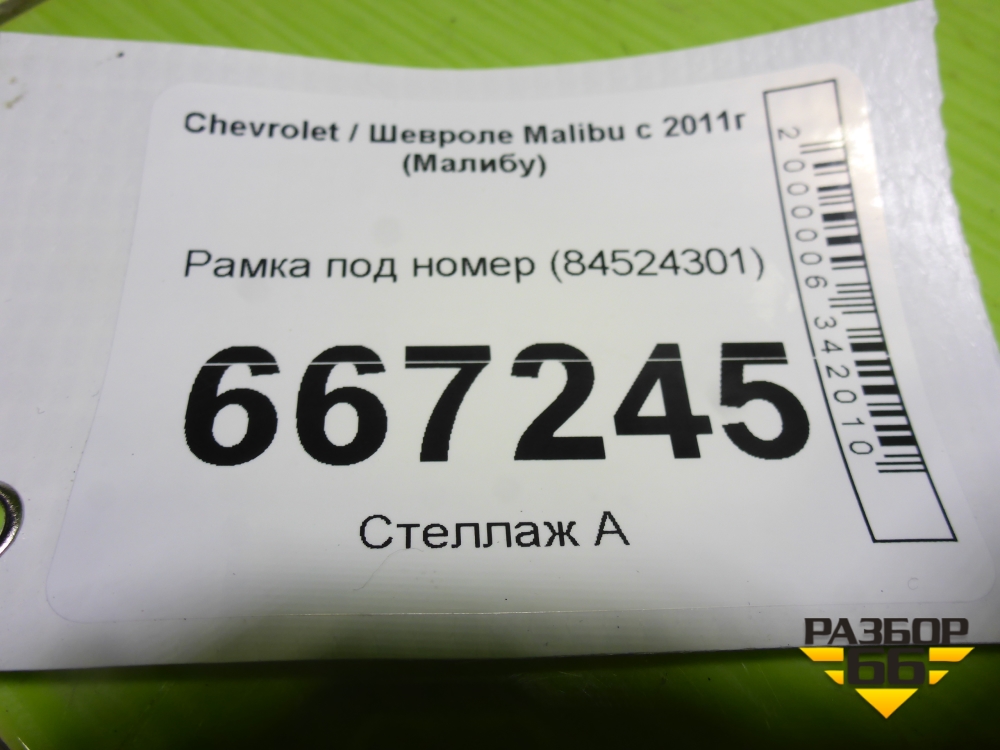 Chevrolet / Шевроле Malibu с 2011г
(Малибу)
Рамка под номер (84524301)
667245
Стеллаж А
2000006342010
РАЗБОР
66